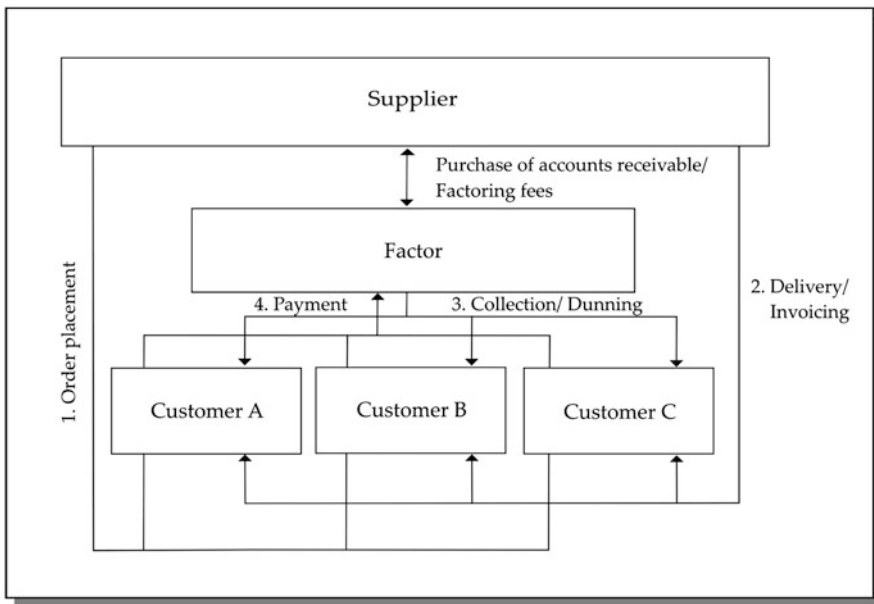 Supplier
Purchase of accounts receivable/
Factoring fees
Factor
4. Payment
3. Collection/ Dunning
2. Delivery/
Invoicing
1. Order placement
Customer A
Customer B
Customer C